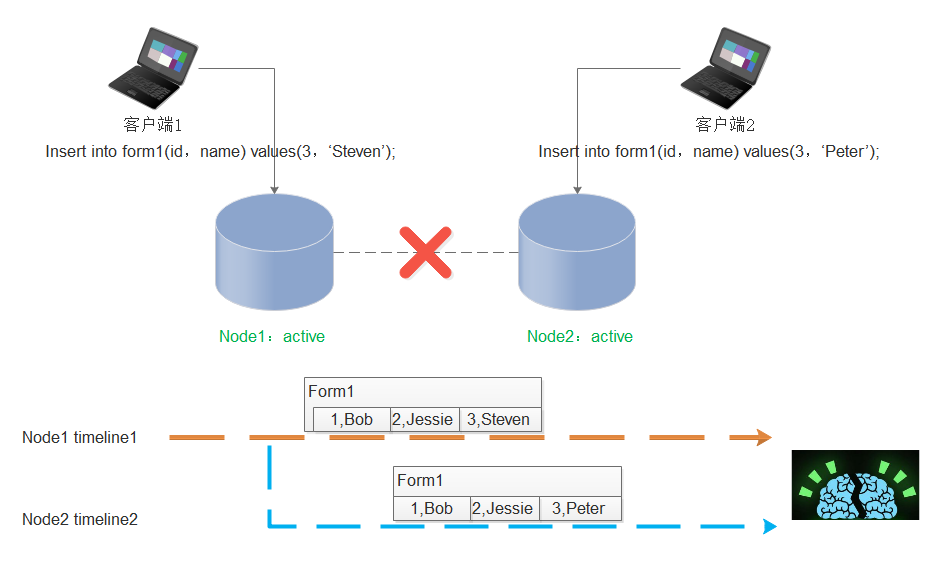 客户端1
客户端2
Insert into form1(id，name) values(3，‘Steven’);
Insert into form1(id，name) values(3，‘Peter’);
Node1：active
Node2：active
Form1
1,Bob 2,Jessie 3,Steven
Node1 timeline1
Form1
1,Bob 2,Jessie 3,Peter
Node2 timeline2